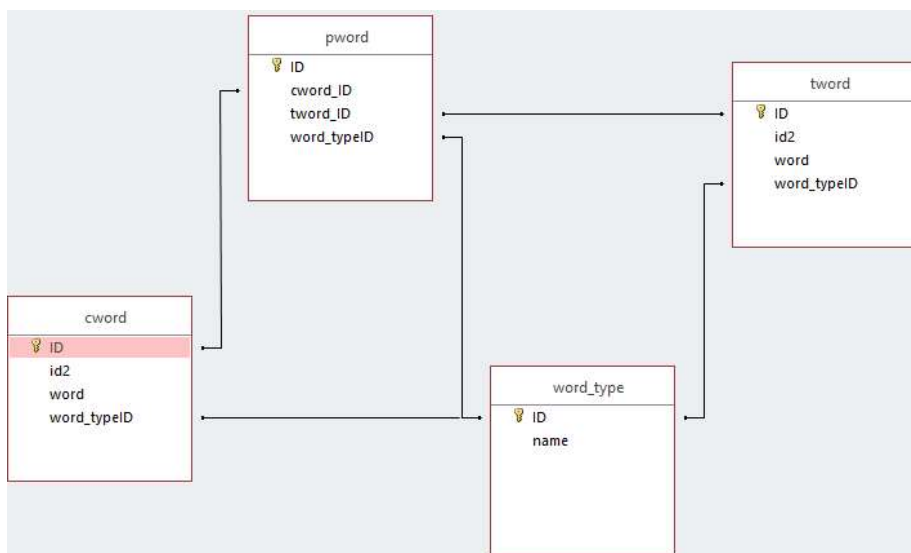 pword
ID
cword_ID
tword_ID
word_typeID
tword
ID
id2
word
word_typeID
cword
ID
id2
word
word_typeID
word_type
ID
name